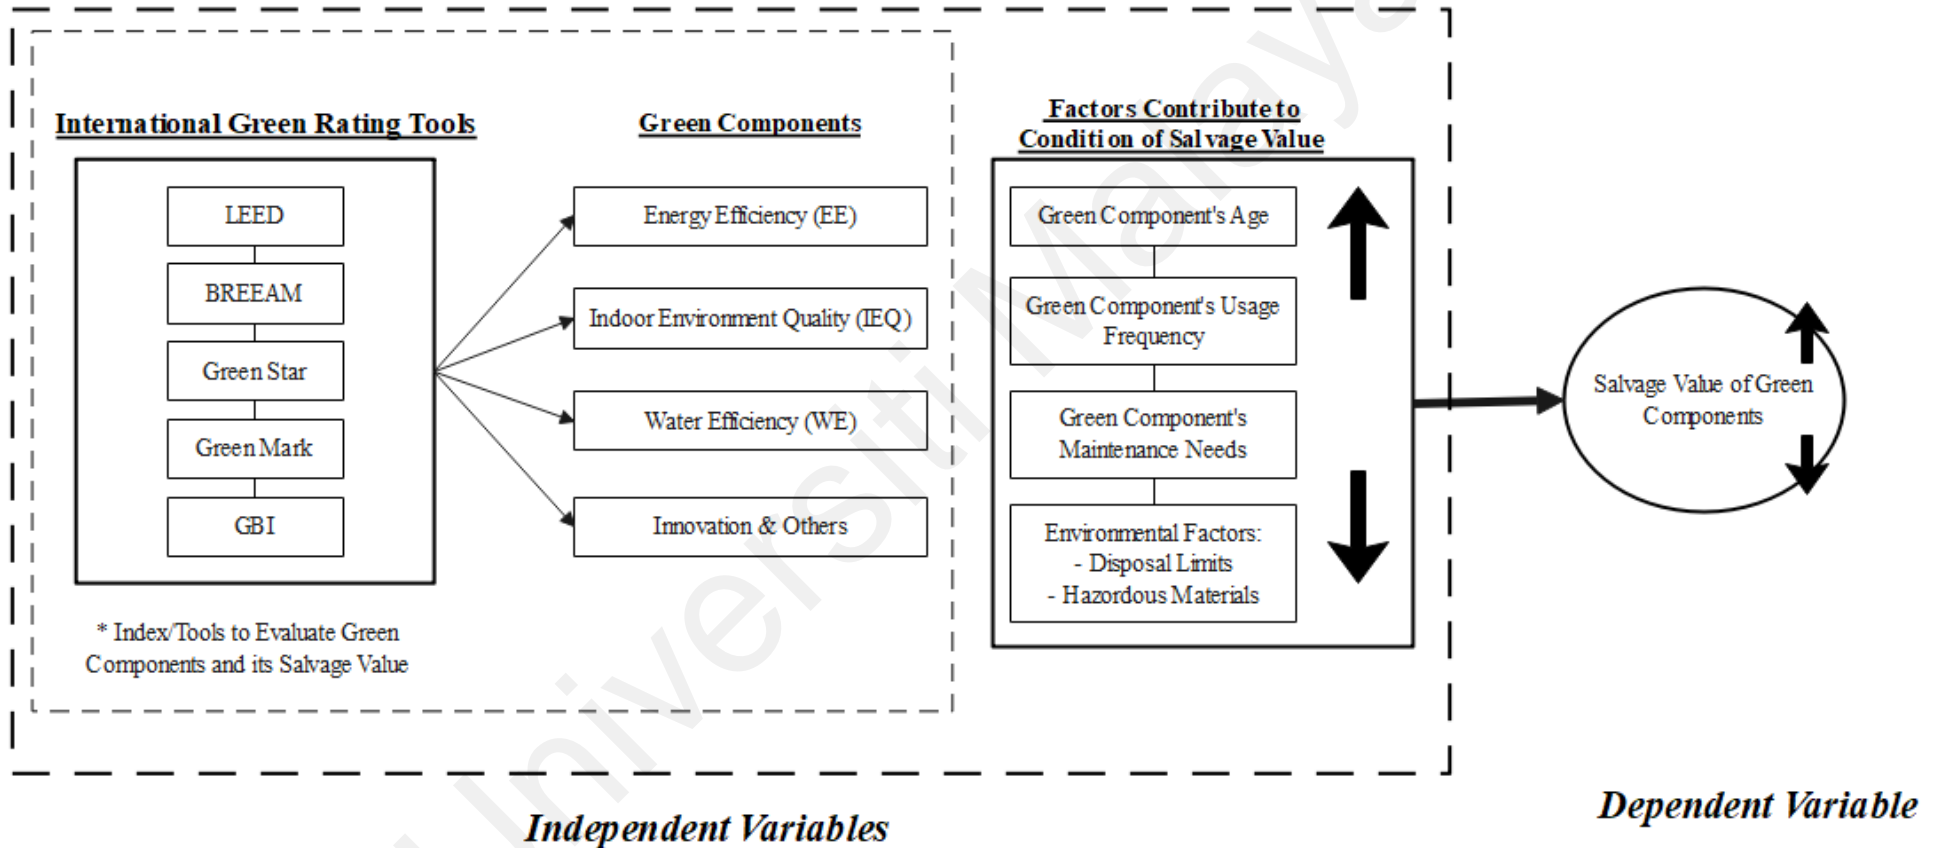 International Green Rating Tools
LEED
BREEAM
Green Star
Green Mark
GBI
* Index/Tools to Evaluate Green
Components and its Salvage Value
Green Components
Energy Efficiency (EE)
Indoor Environment Quality (IEQ)
Water Efficiency (WE)
Innovation & Others
Factors Contribute to
Condition of Salvage Value
Green Component's Age
Green Component's Usage
Frequency
Green Component's
Maintenance Needs
Environmental Factors:
- Disposal Limits
- Hazordous Materials
Salvage Value of Green
Components
Independent Variables
Dependent Variable
Universiti Malaya